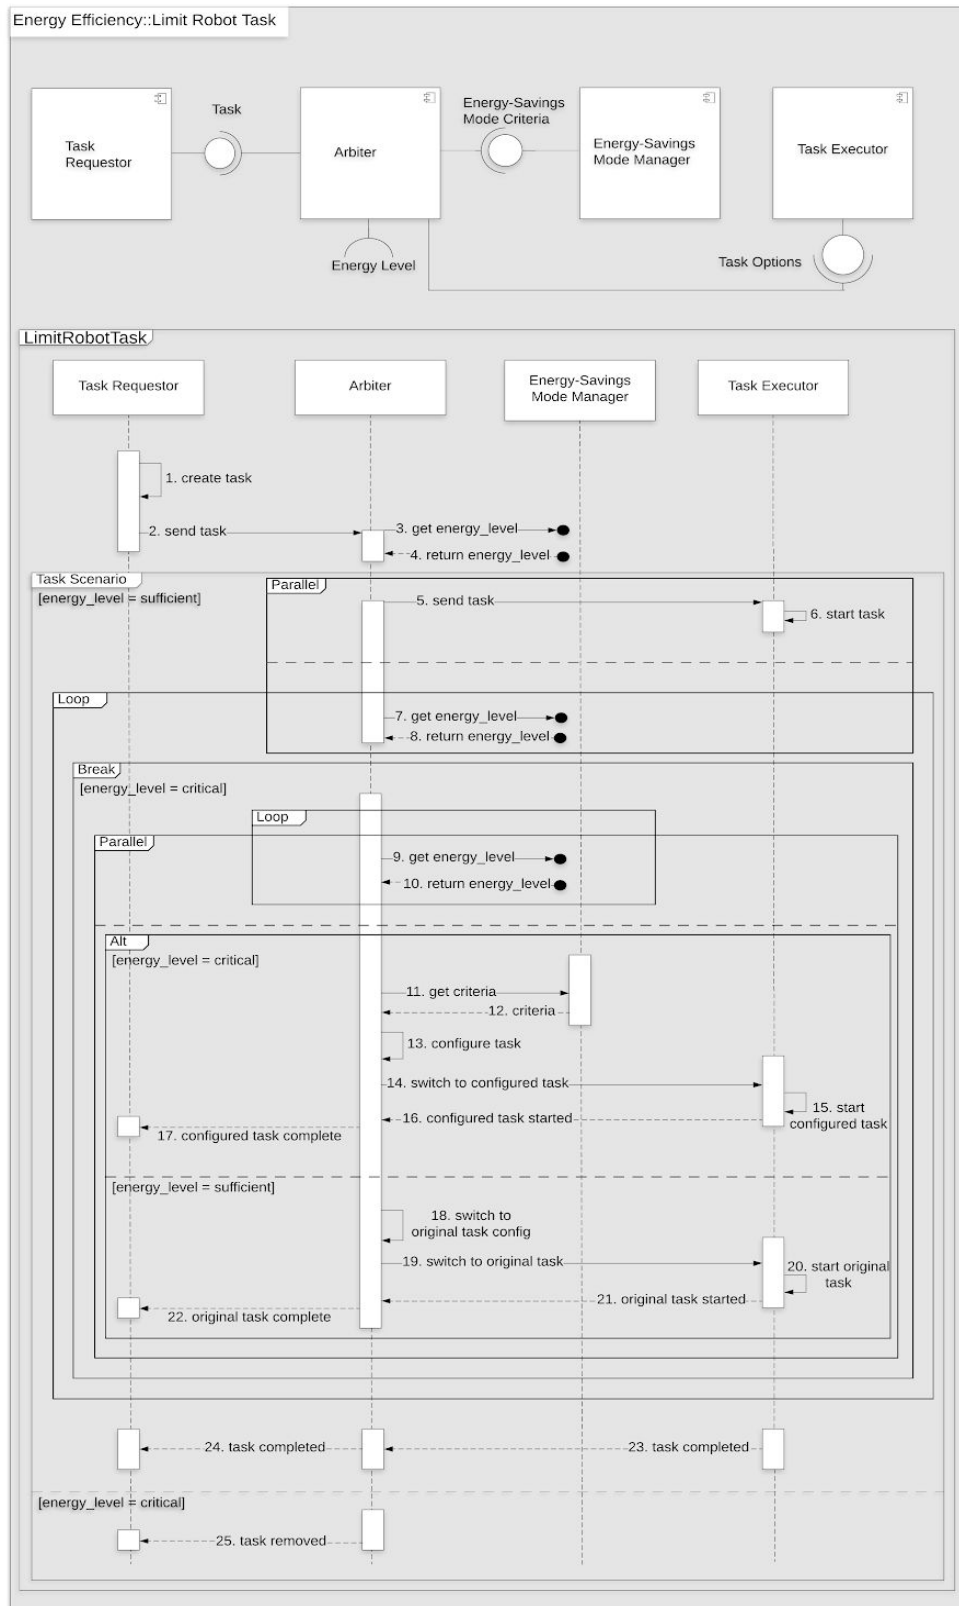 Energy Efficiency::Limit Robot Task
Task
Requestor
Task
Arbiter
Energy-Savings
Mode Criteria
Energy-Savings
Mode Manager
Task Executor
Energy Level
Task Options
LimitRobotTask
Task Requestor
Arbiter
Energy-Savings
Mode Manager
Task Executor
1. create task
2. send task
3. get energy_level
4. return energy_level
Task Scenario
[energy_level = sufficient]
Parallel
5. send task
6. start task
Loop
7. get energy_level
8. return energy_level
Break
[energy_level = critical]
Loop
Parallel
9. get energy_level
10. return energy_level
Alt
[energy_level = critical]
11. get criteria
12. criteria
13. configure task
14. switch to configured task
15. start
configured task
16. configured task started
17. configured task complete
[energy_level = sufficient]
18. switch to
original task config
19. switch to original task
20. start original
task
21. original task started
22. original task complete
24. task completed
23. task completed
[energy_level = critical]
25. task removed